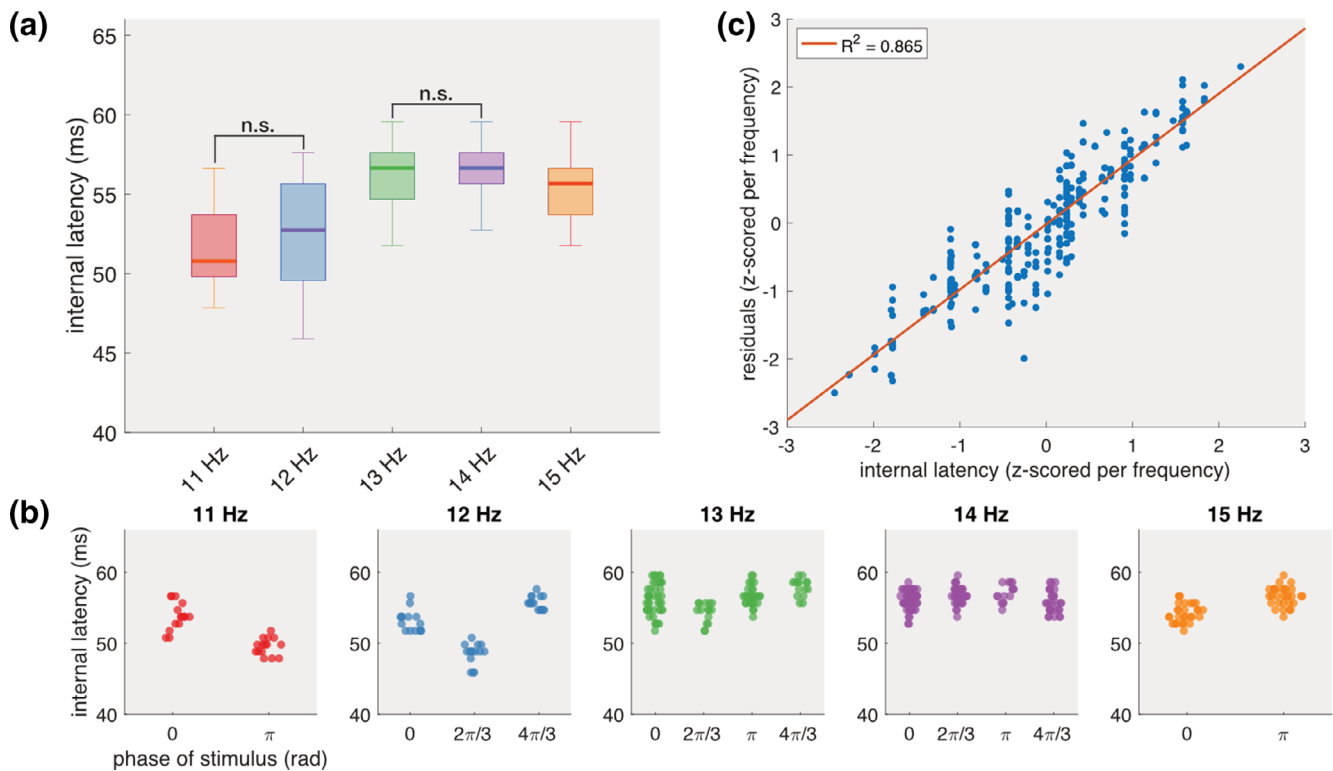 (a)
65
60
55
50
45
40
internal latency (ms)
n.s.
n.s.
11 Hz
12 Hz
13 Hz
14 Hz
15 Hz
(c)
R² = 0.865
3
2
1
0
-1
-2
-3
residuals (z-scored per frequency)
-3 -2 -1 0 1 2 3
internal latency (z-scored per frequency)
(b)
internal latency (ms)
11 Hz
60
50
40
0 π
phase of stimulus (rad)
12 Hz
60
50
40
0 2π/3 4π/3
13 Hz
60
50
40
0 2π/3 π 4π/3
14 Hz
60
50
40
0 2π/3 π 4π/3
15 Hz
60
50
40
0 π